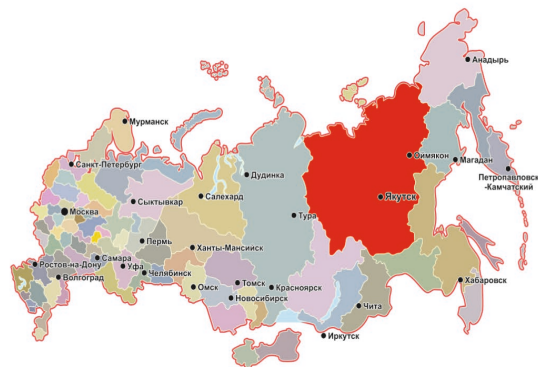 Анадырь
Мурманск
Оймякон
Магадан
Санкт-Петербург
Дудинка
Петропавловск
-Камчатский
Сыктывкар
Салехард
Якутск
Москва
Тура
Пермь
Ханты-Мансийск
Самара
Ростов-на-Дону
Уфа
Челябинск
Волгоград
Томск
Омск
Красноярск
Хабаровск
Новосибирск
Чита
Иркутск